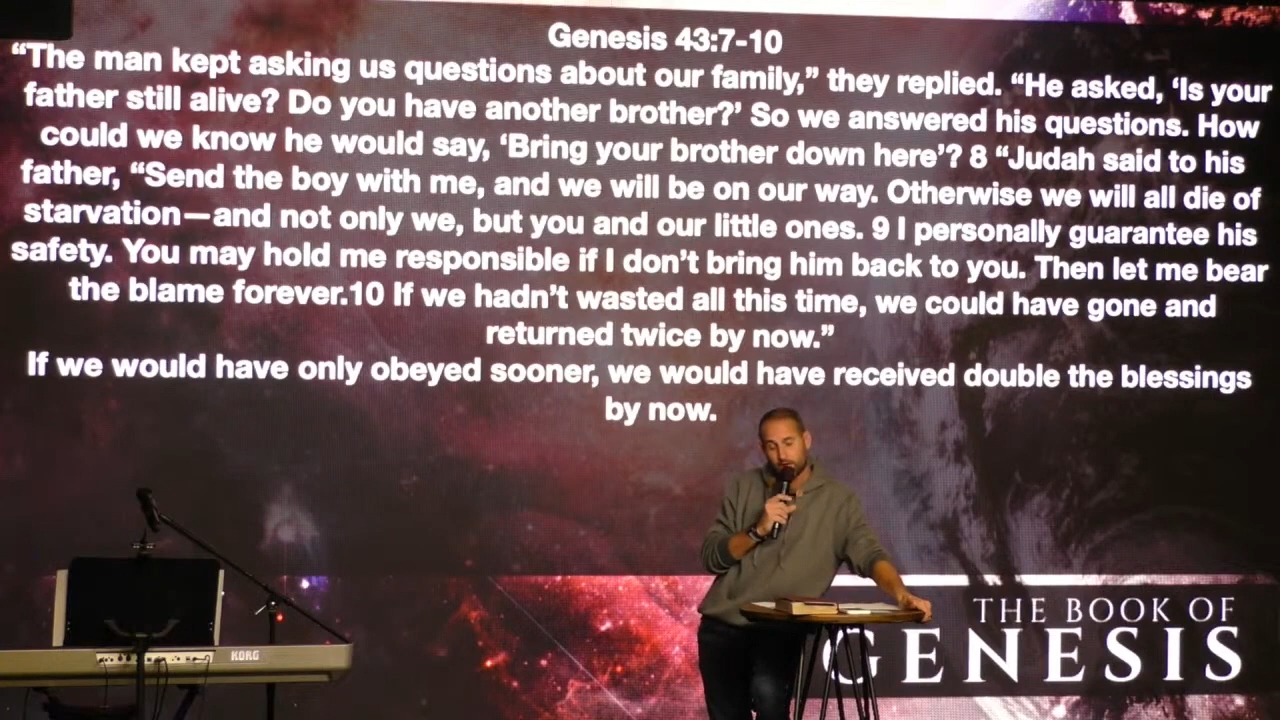 Genesis 43:7-10
“The man kept asking us questions about our family,” they replied. “He asked, ‘Is your
father still alive? Do you have another brother?’ So we answered his questions. How
could we know he would say, ‘Bring your brother down here’? 8 “Judah said to his
father, “Send the boy with me, and we will be on our way. Otherwise we will all die of
starvation—and not only we, but you and our little ones. 9 I personally guarantee his
safety. You may hold me responsible if I don’t bring him back to you. Then let me bear
the blame forever.10 If we hadn’t wasted all this time, we could have gone and
returned twice by now.”
If we would have only obeyed sooner, we would have received double the blessings
by now.
THE BOOK OF
GENESIS
KORG